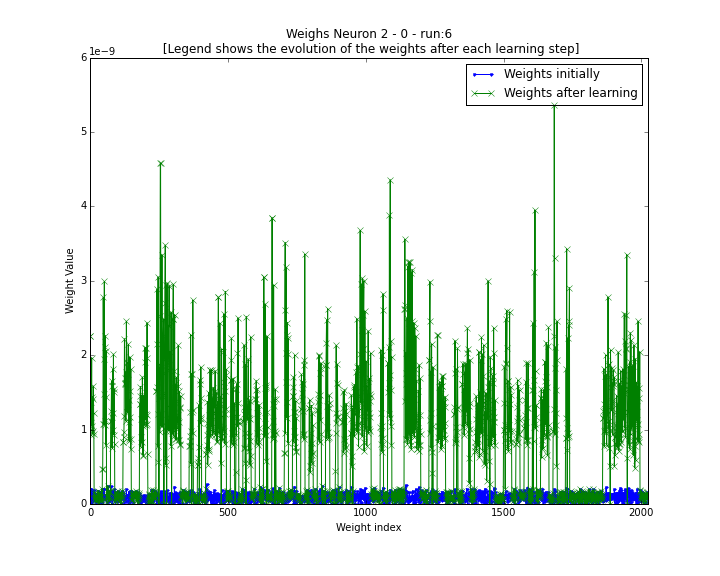 Weighs Neuron 2 - 0 - run:6
[Legend shows the evolution of the weights after each learning step]
1e−9
Weights initially
Weights after learning
6
5
4
3
2
1
0
Weight Value
0 500 1000 1500 2000
Weight index